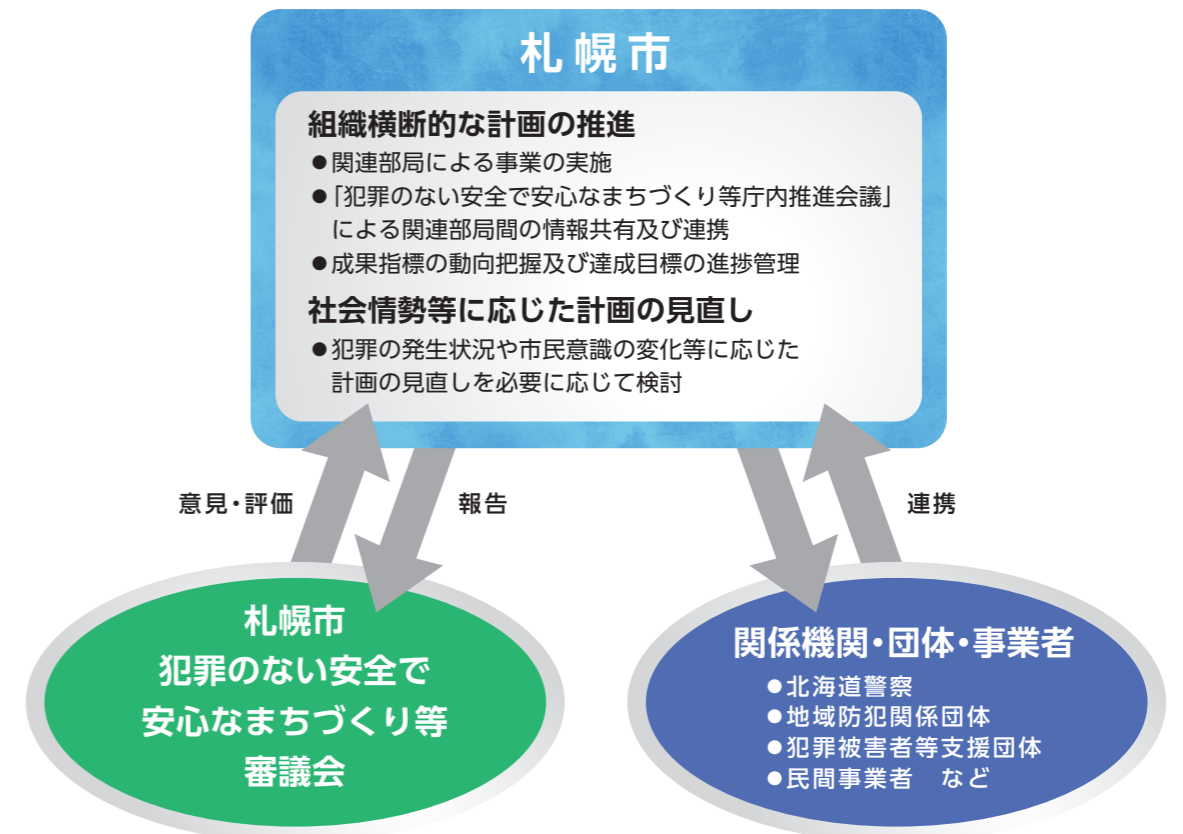 札幌市
組織横断的な計画の推進
●関連部局による事業の実施
●「犯罪のない安全で安心なまちづくり等庁内推進会議」
による関連部局間の情報共有及び連携
●成果指標の動向把握及び達成目標の進捗管理
社会情勢等に応じた計画の見直し
●犯罪の発生状況や市民意識の変化等に応じた
計画の見直しを必要に応じて検討
意見・評価
報告
連携
札幌市
犯罪のない安全で
安心なまちづくり等
審議会
関係機関・団体・事業者
●北海道警察
●地域防犯関係団体
●犯罪被害者等支援団体
●民間事業者　など